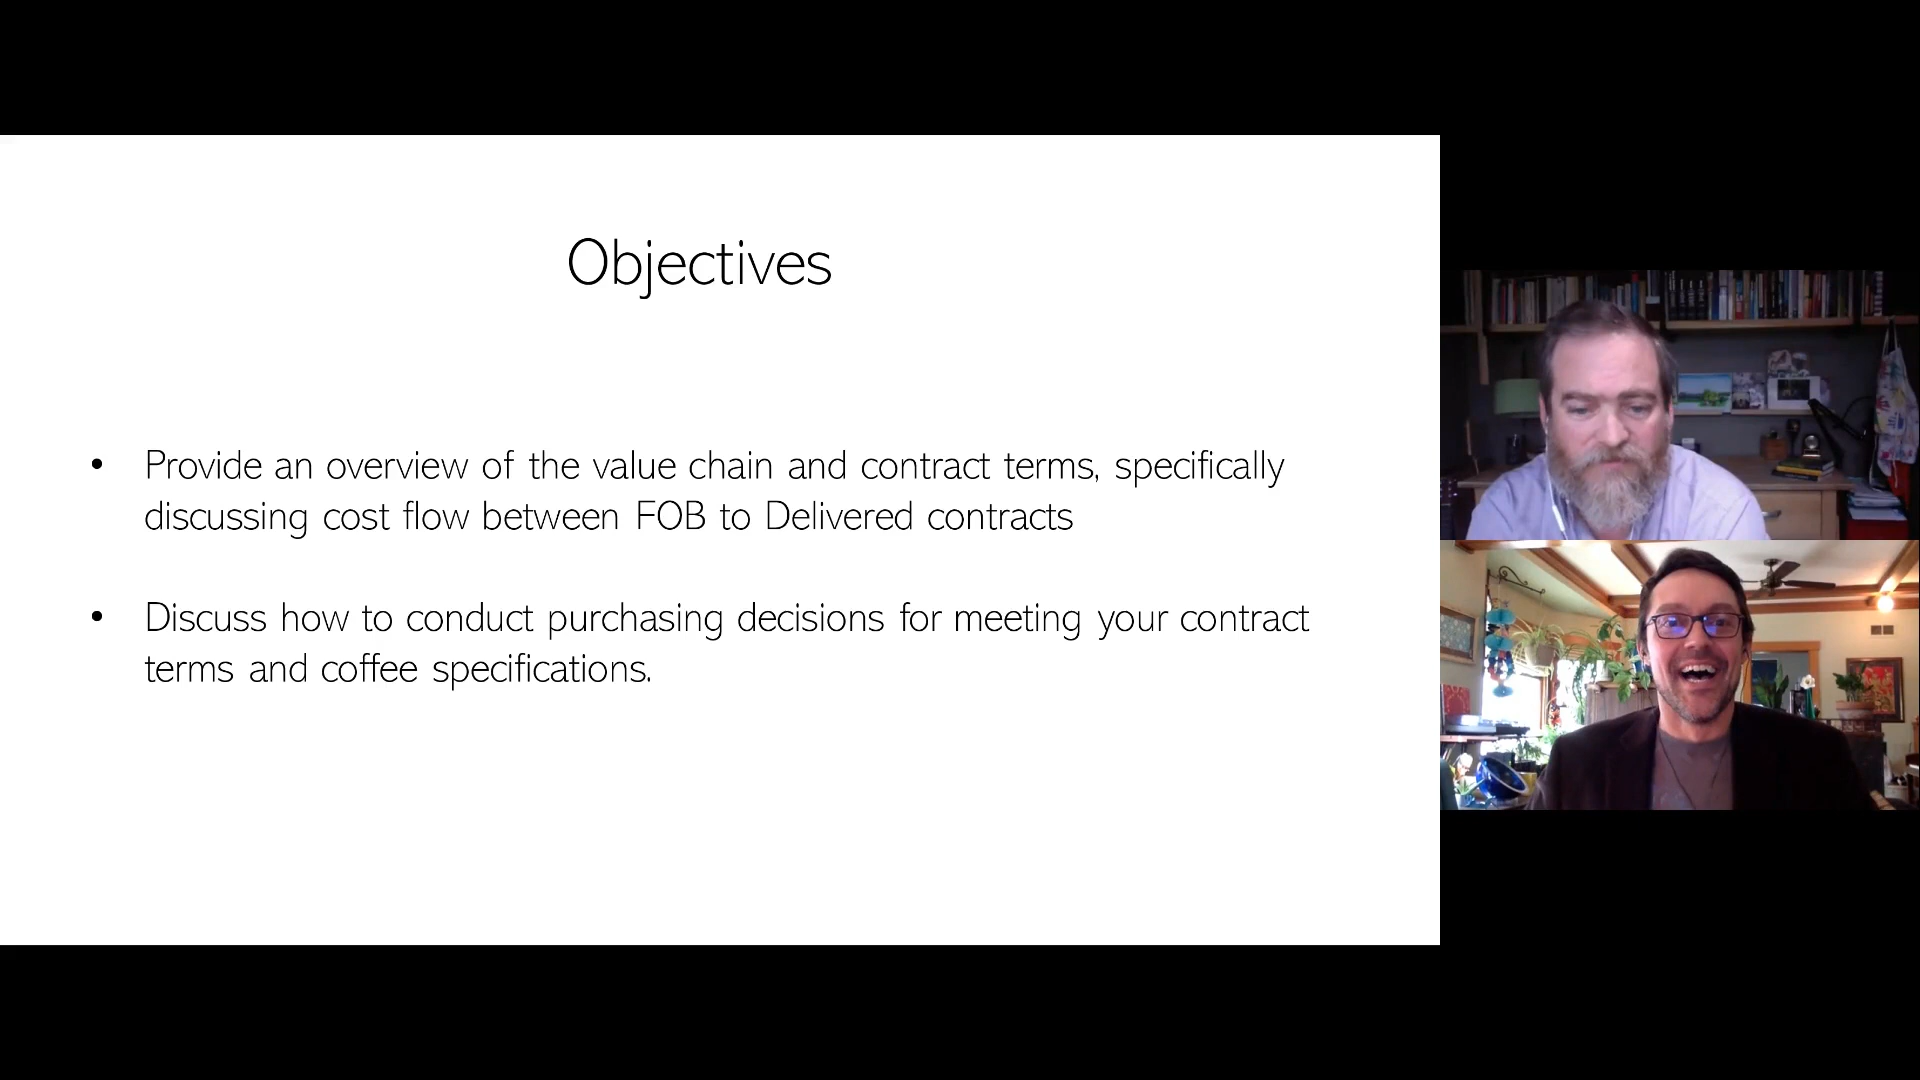 Objectives
• Provide an overview of the value chain and contract terms, specifically
discussing cost flow between FOB to Delivered contracts
• Discuss how to conduct purchasing decisions for meeting your contract
terms and coffee specifications.